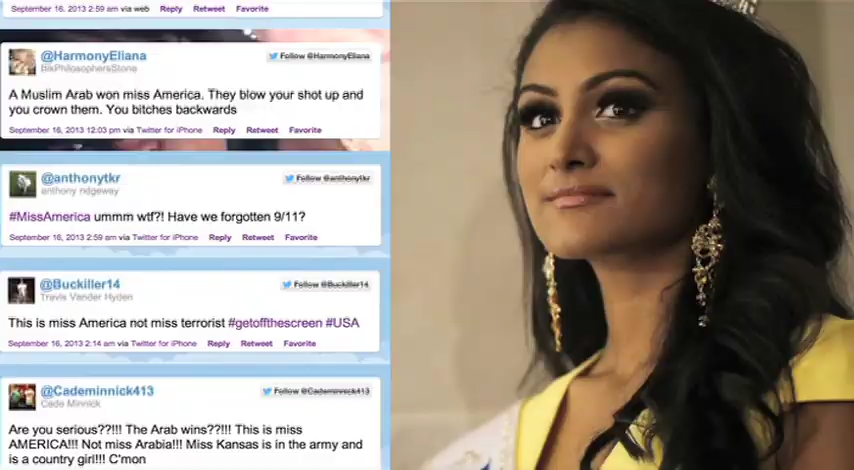 September 16, 2013 2:59 am via web Reply Retweet Favorite
@HarmonyEliana
Follow @HarmonyEliana
BlkPhilosophersStone
A Muslim Arab won miss America. They blow your shot up and
you crown them. You bitches backwards
September 16, 2013 12:03 pm via Twitter for iPhone Reply Retweet Favorite
@anthonytkr
Follow @anthonytkr
anthony ridgeway
#MissAmerica ummm wtf?! Have we forgotten 9/11?
September 16, 2013 2:59 am via Twitter for iPhone Reply Retweet Favorite
@Buckiller14
Follow @Buckiller14
Travis Vander Hyden
This is miss America not miss terrorist #getoffthescreen #USA
September 16, 2013 2:14 am via Twitter for iPhone Reply Retweet Favorite
@Cademinnick413
Follow @Cademinnick413
Cade Minnick
Are you serious??!!! The Arab wins??!!! This is miss
AMERICA!!! Not miss Arabia!!! Miss Kansas is in the army and
is a country girl!!! C'mon